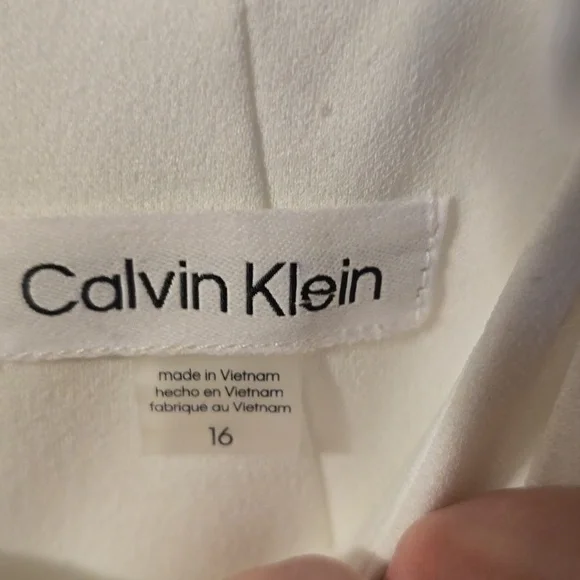 Calvin Klein
made in Vietnam
hecho en Vietnam
fabriqué au Vietnam
16